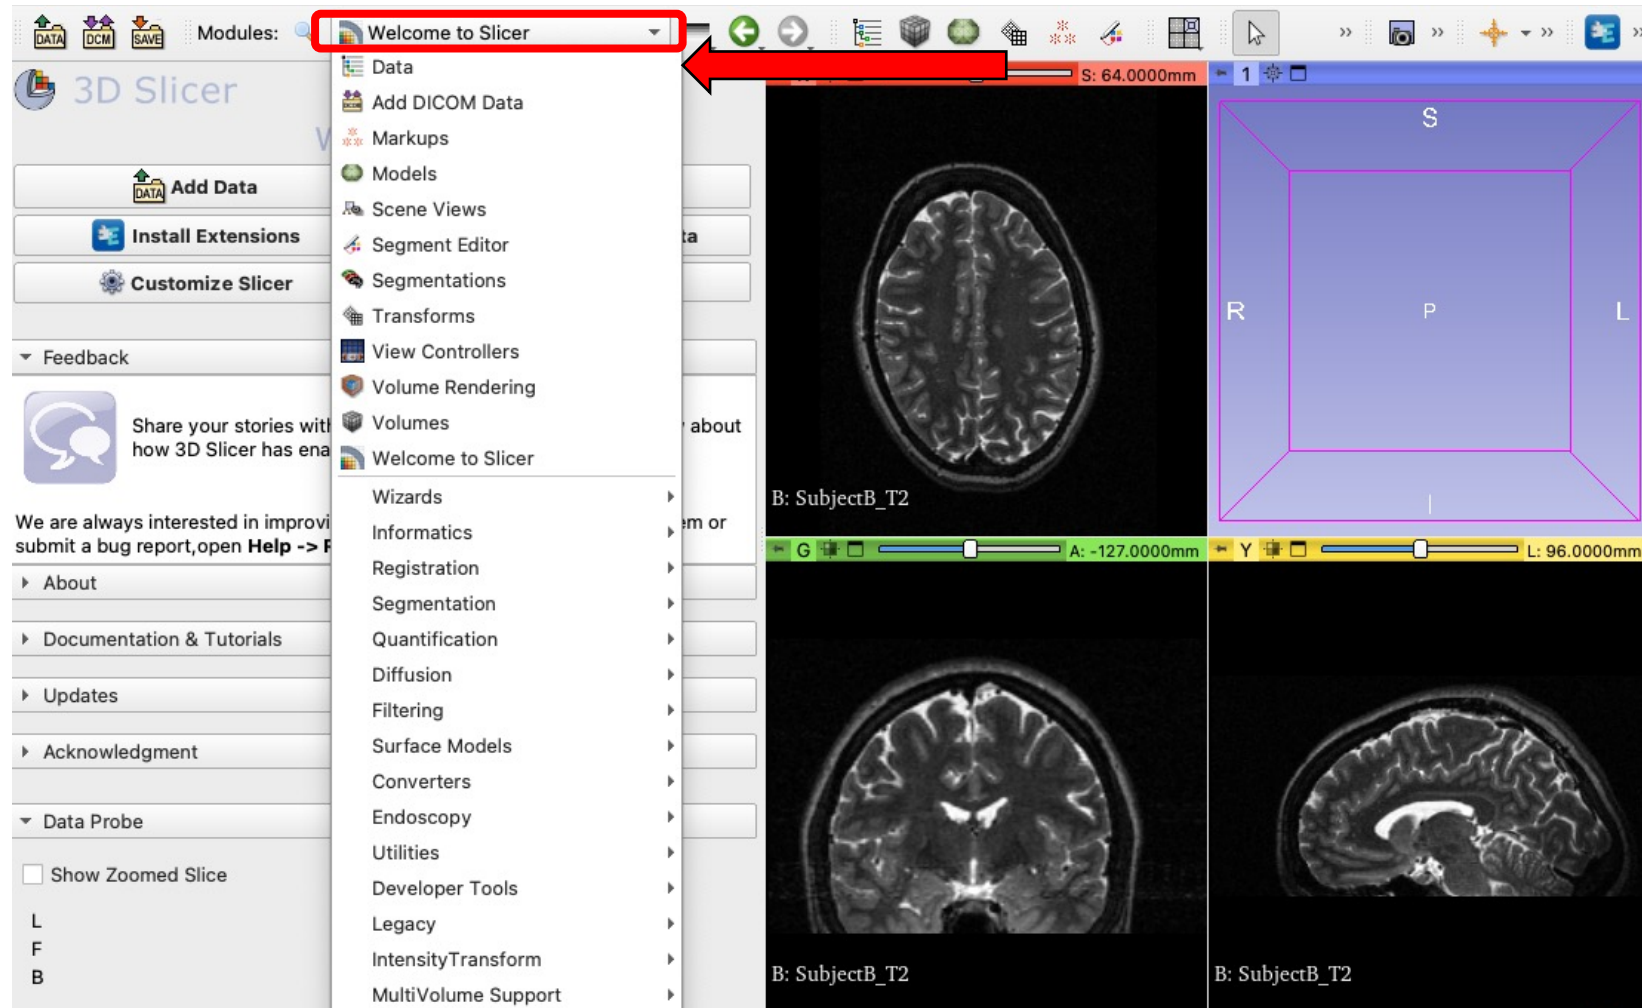 DATA DCM SAVE Modules: Welcome to Slicer
3D Slicer
W
Add Data
Install Extensions
ta
Customize Slicer
Feedback
Share your stories with
about
how 3D Slicer has ena
We are always interested in improvi
em or
submit a bug report,open Help -> R
About
Documentation & Tutorials
Updates
Acknowledgment
Data Probe
Show Zoomed Slice
L
F
B
Data
Add DICOM Data
Markups
Models
Scene Views
Segment Editor
Segmentations
Transforms
View Controllers
Volume Rendering
Volumes
Welcome to Slicer
Wizards
Informatics
Registration
Segmentation
Quantification
Diffusion
Filtering
Surface Models
Converters
Endoscopy
Utilities
Developer Tools
Legacy
IntensityTransform
MultiVolume Support
S: 64.0000mm
B: SubjectB_T2
1
S
R P L
I
G A: -127.0000mm
B: SubjectB_T2
Y L: 96.0000mm
B: SubjectB_T2